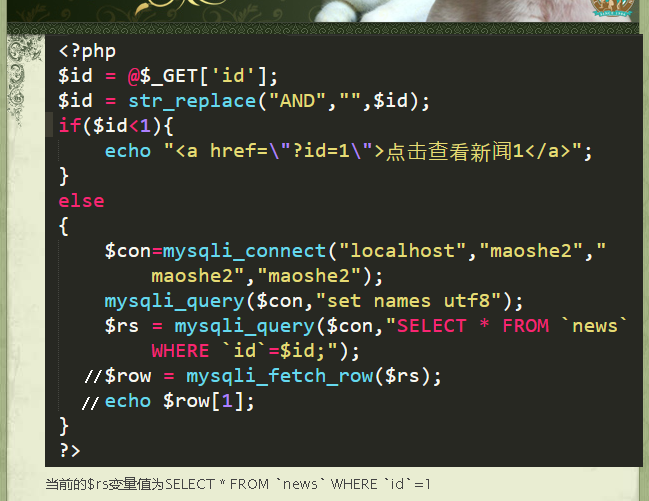 <?php
$id = @$_GET['id'];
$id = str_replace("AND","",$id);
if($id<1){
echo "<a href=\"?id=1\">点击查看新闻1</a>";
}
else
{
$con=mysqli_connect("localhost","maoshe2","
maoshe2","maoshe2");
mysqli_query($con,"set names utf8");
$rs = mysqli_query($con,"SELECT * FROM `news`
WHERE `id`=$id;");
//$row = mysqli_fetch_row($rs);
//echo $row[1];
}
?>
当前的$rs变量值为SELECT * FROM `news` WHERE `id`=1